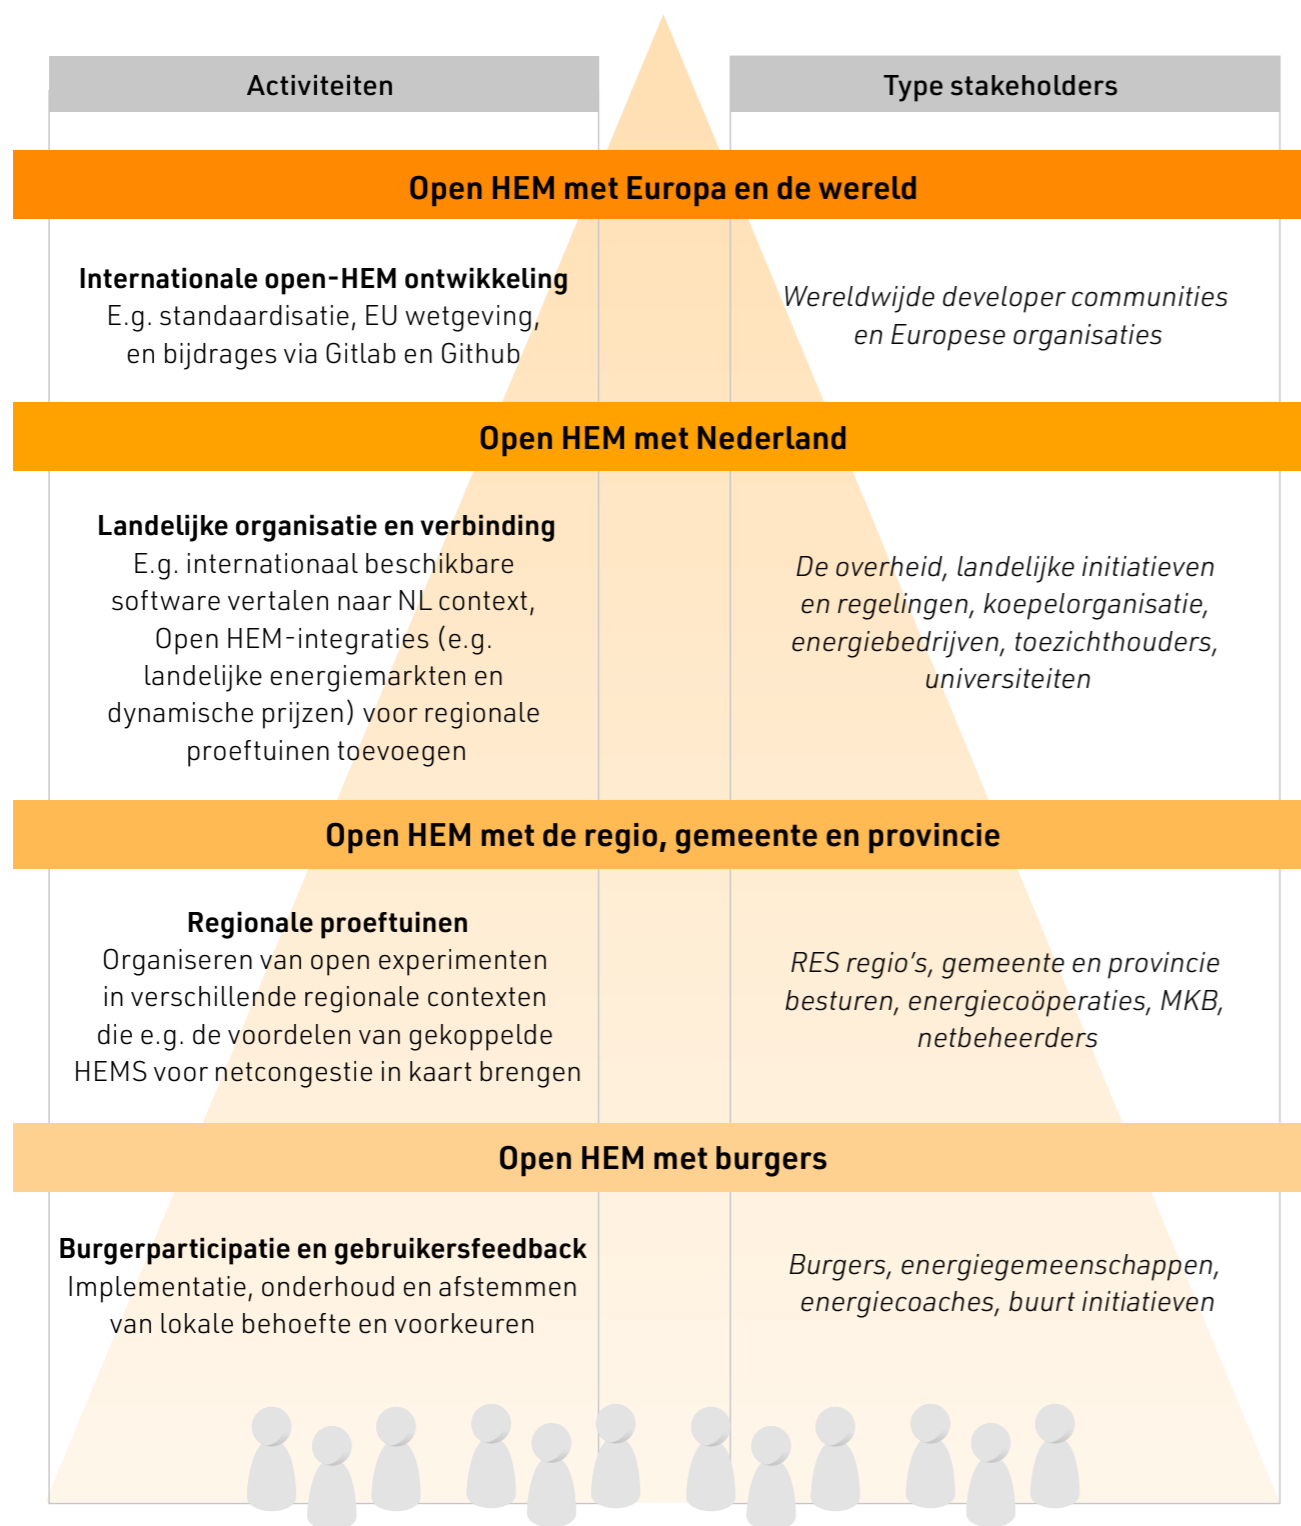 Activiteiten
Type stakeholders
Open HEM met Europa en de wereld
Internationale open-HEM ontwikkeling
E.g. standaardisatie, EU wetgeving,
en bijdrages via Gitlab en Github
Wereldwijde developer communities
en Europese organisaties
Open HEM met Nederland
Landelijke organisatie en verbinding
E.g. internationaal beschikbare
software vertalen naar NL context,
Open HEM-integraties (e.g.
landelijke energiemarkten en
dynamische prijzen) voor regionale
proeftuinen toevoegen
De overheid, landelijke initiatieven
en regelingen, koepelorganisatie,
energiebedrijven, toezichthouders,
universiteiten
Open HEM met de regio, gemeente en provincie
Regionale proeftuinen
Organiseren van open experimenten
in verschillende regionale contexten
die e.g. de voordelen van gekoppelde
HEMS voor netcongestie in kaart brengen
RES regio's, gemeente en provincie
besturen, energiecoöperaties, MKB,
netbeheerders
Open HEM met burgers
Burgerparticipatie en gebruikersfeedback
Implementatie, onderhoud en afstemmen
van lokale behoefte en voorkeuren
Burgers, energiegemeenschappen,
energiecoaches, buurt initiatieven